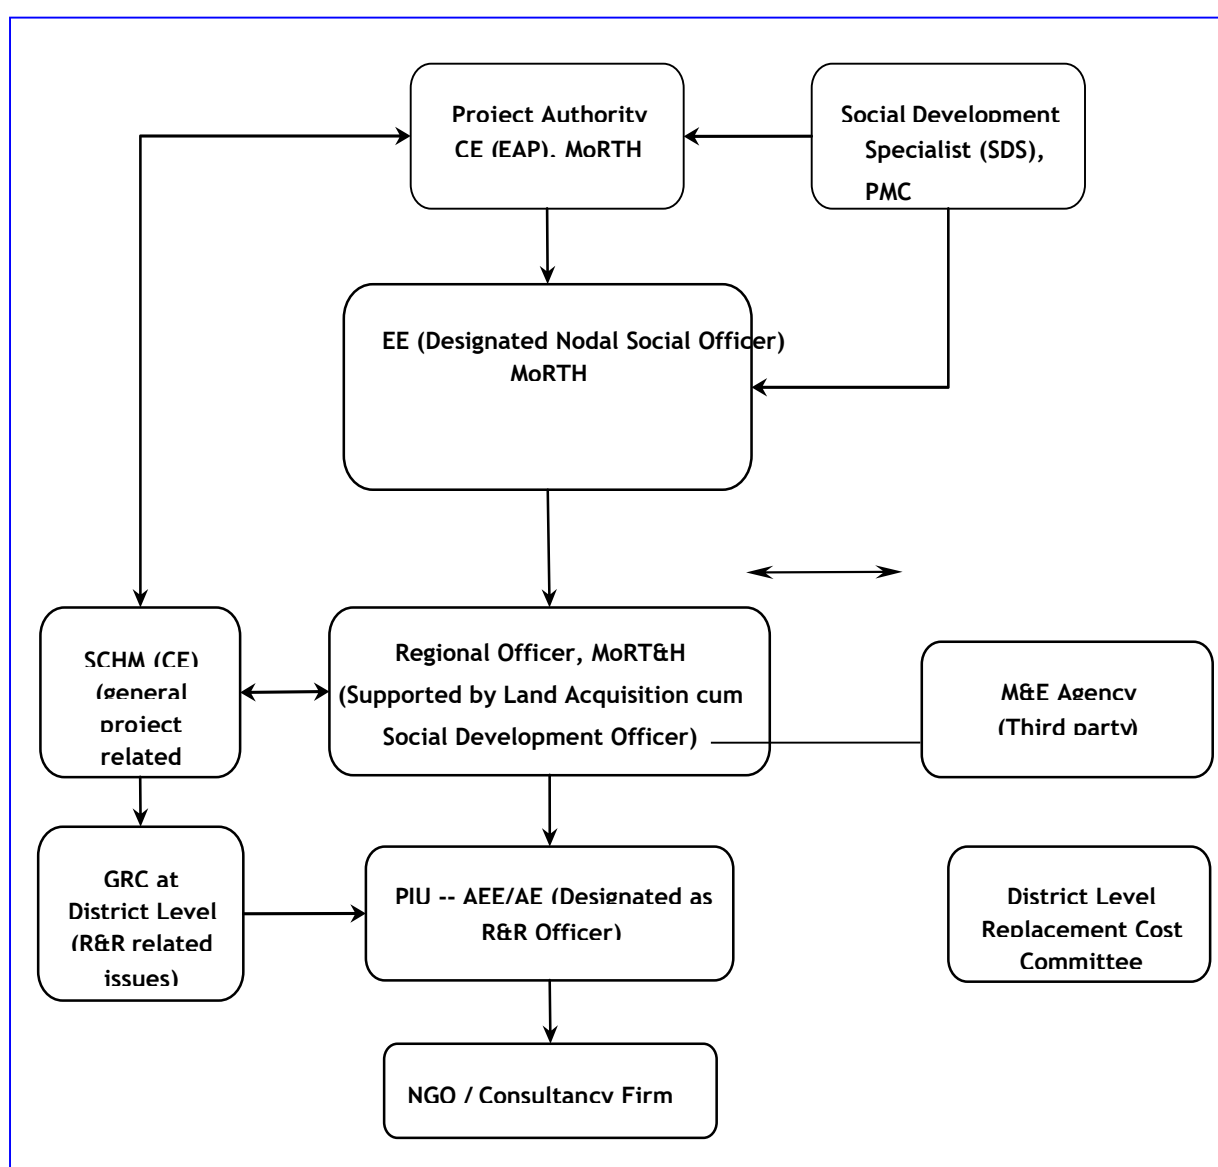 Project Authority
CE (EAP), MoRTH
Social Development
Specialist (SDS),
PMC
EE (Designated Nodal Social Officer)
MoRTH
SCHM (CE)
(general
project
related
Regional Officer, MoRT&H
(Supported by Land Acquisition cum
Social Development Officer)
M&E Agency
(Third party)
GRC at
District Level
(R&R related
issues)
PIU -- AEE/AE (Designated as
R&R Officer)
District Level
Replacement Cost
Committee
NGO / Consultancy Firm